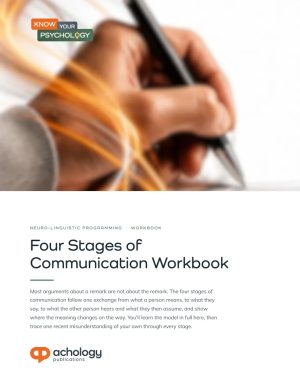 KNOW YOUR
PSYCHOLOGY
NEURO-LINGUISTIC PROGRAMMING · WORKBOOK
Four Stages of
Communication Workbook
Most arguments about a remark are not about the remark. The four stages of
communication follow one exchange from what a person means, to what they
say, to what the other person hears and what they then assume, and show
where the meaning changes on the way. You'll learn the model in full here, then
trace one recent misunderstanding of your own through every stage.
achology
publications